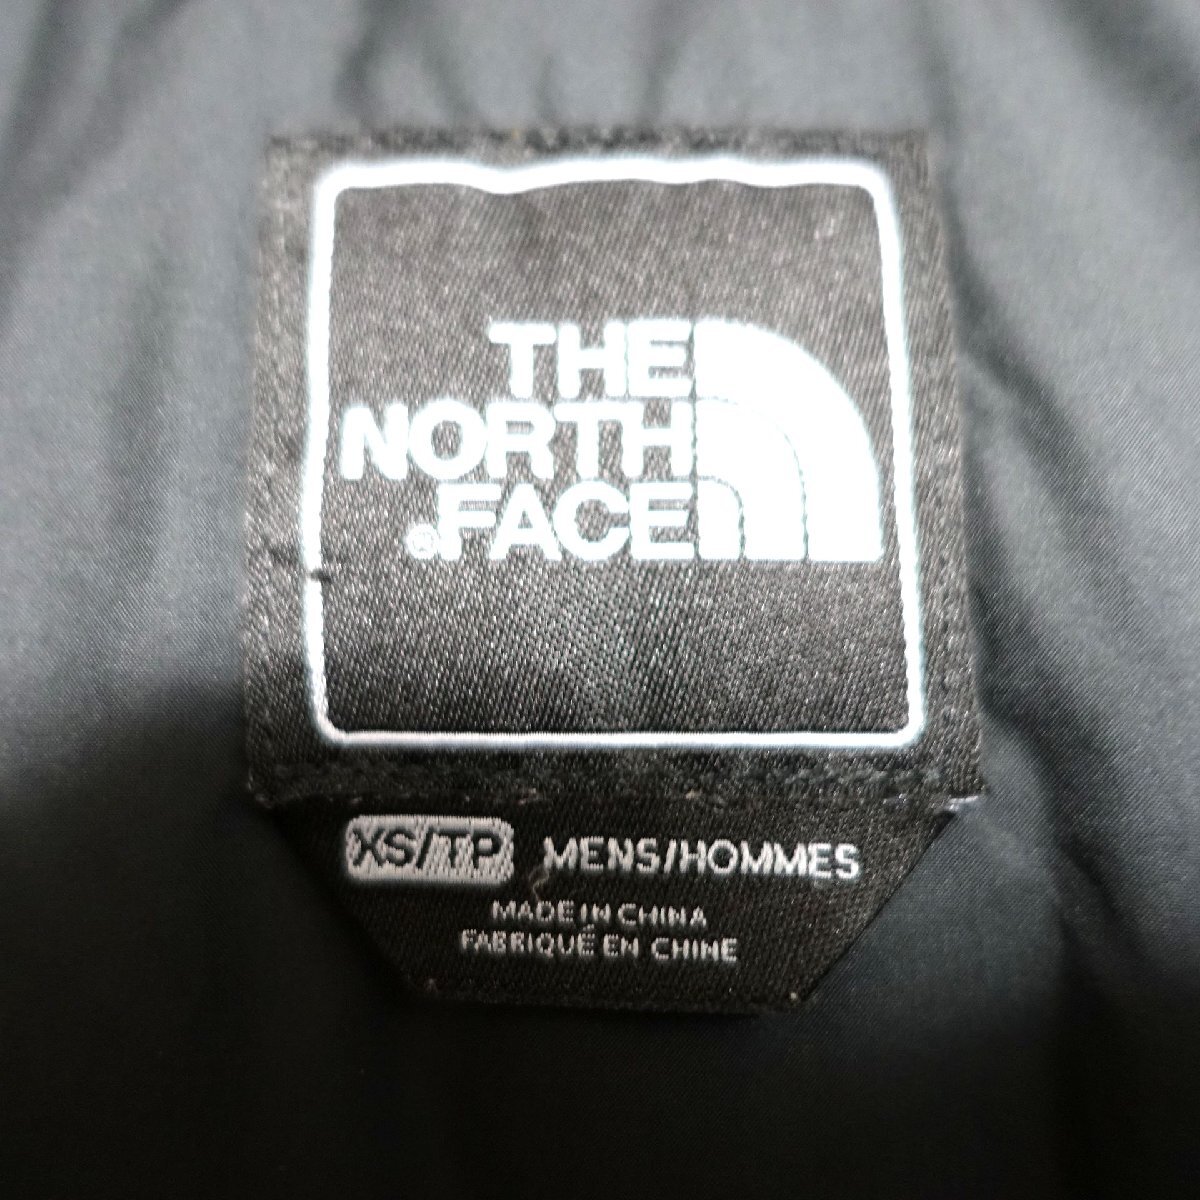 THE
NORTH
®FACE
XS/TP MENS/HOMMES
MADE IN CHINA
FABRIQUÉ EN CHINE